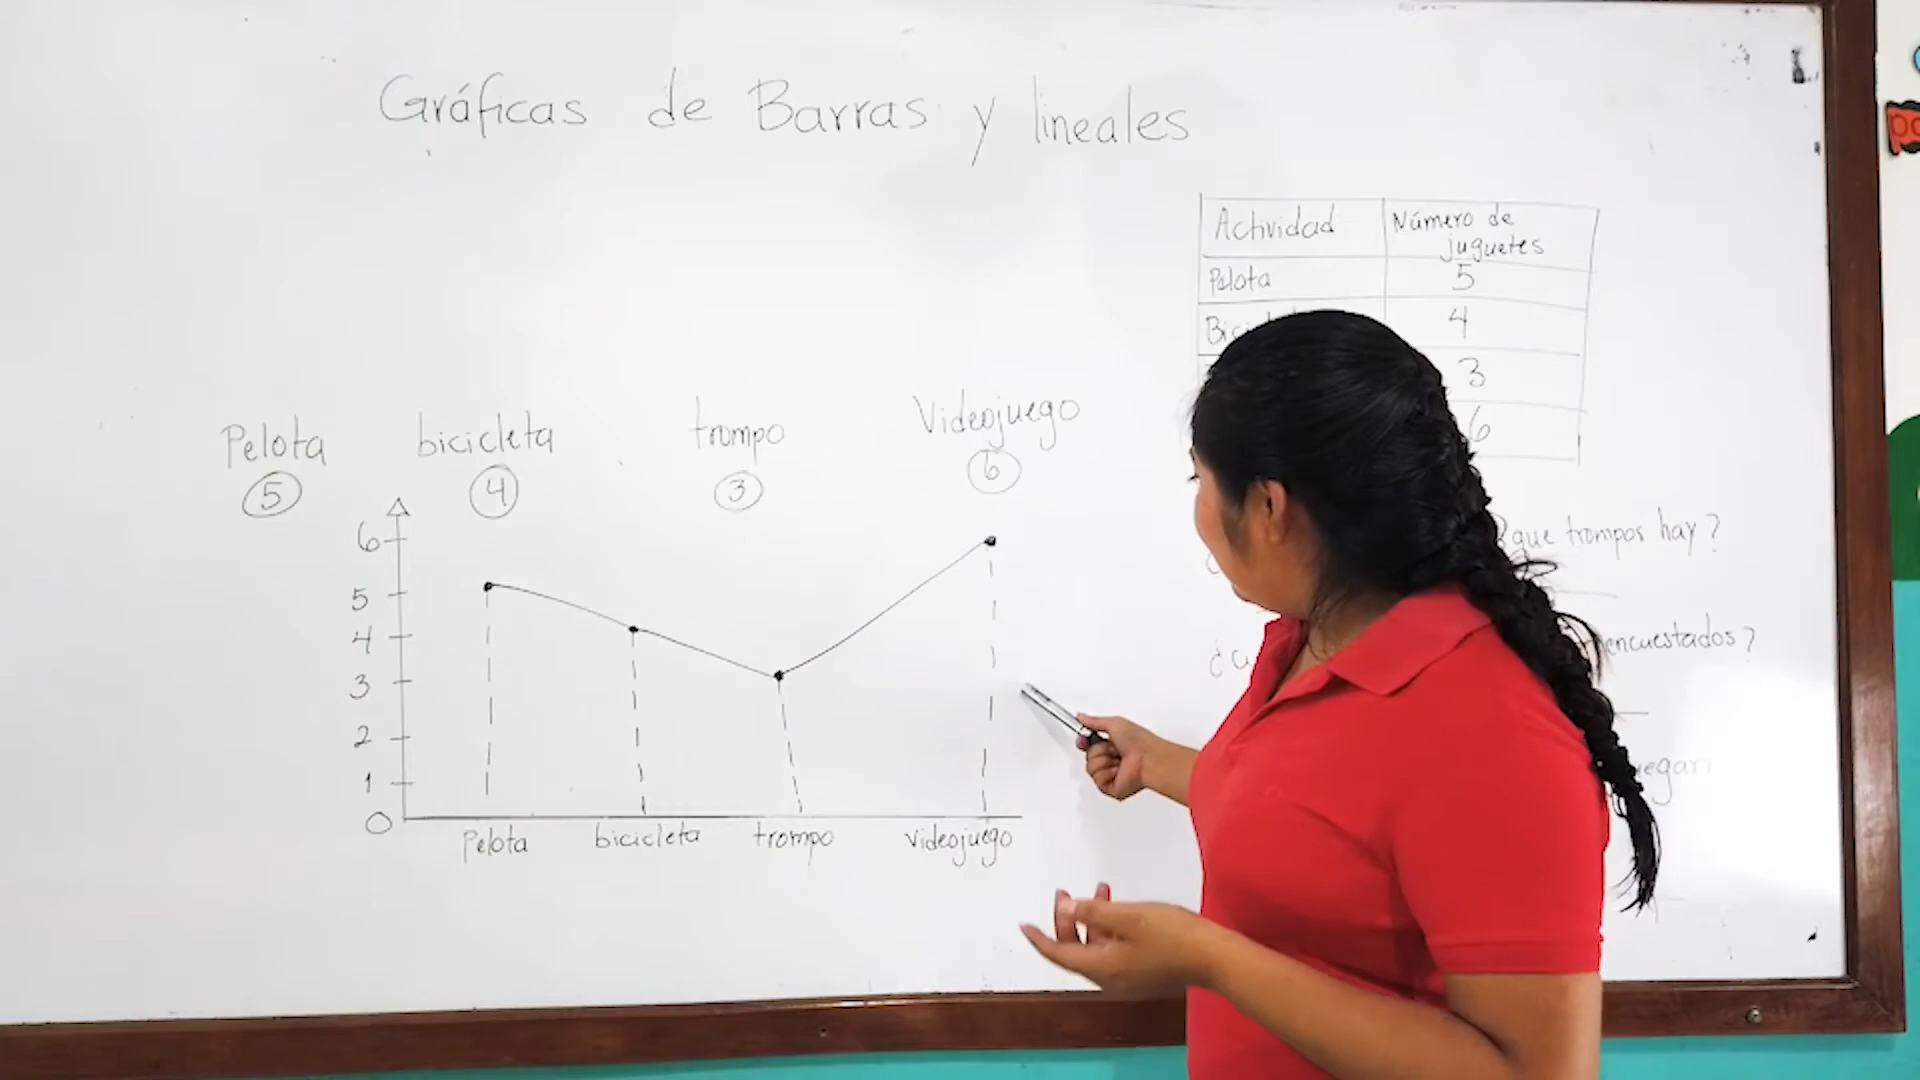 Gráficas de Barras y lineales
Actividad Número de juguetes
Pelota 5
4
3
6
Pelota bicicleta trompo Videojuego
5 4 3 6
6
5
4
3
2
1
0
Pelota bicicleta trompo videojuego
que trompos hay?
encuestados?